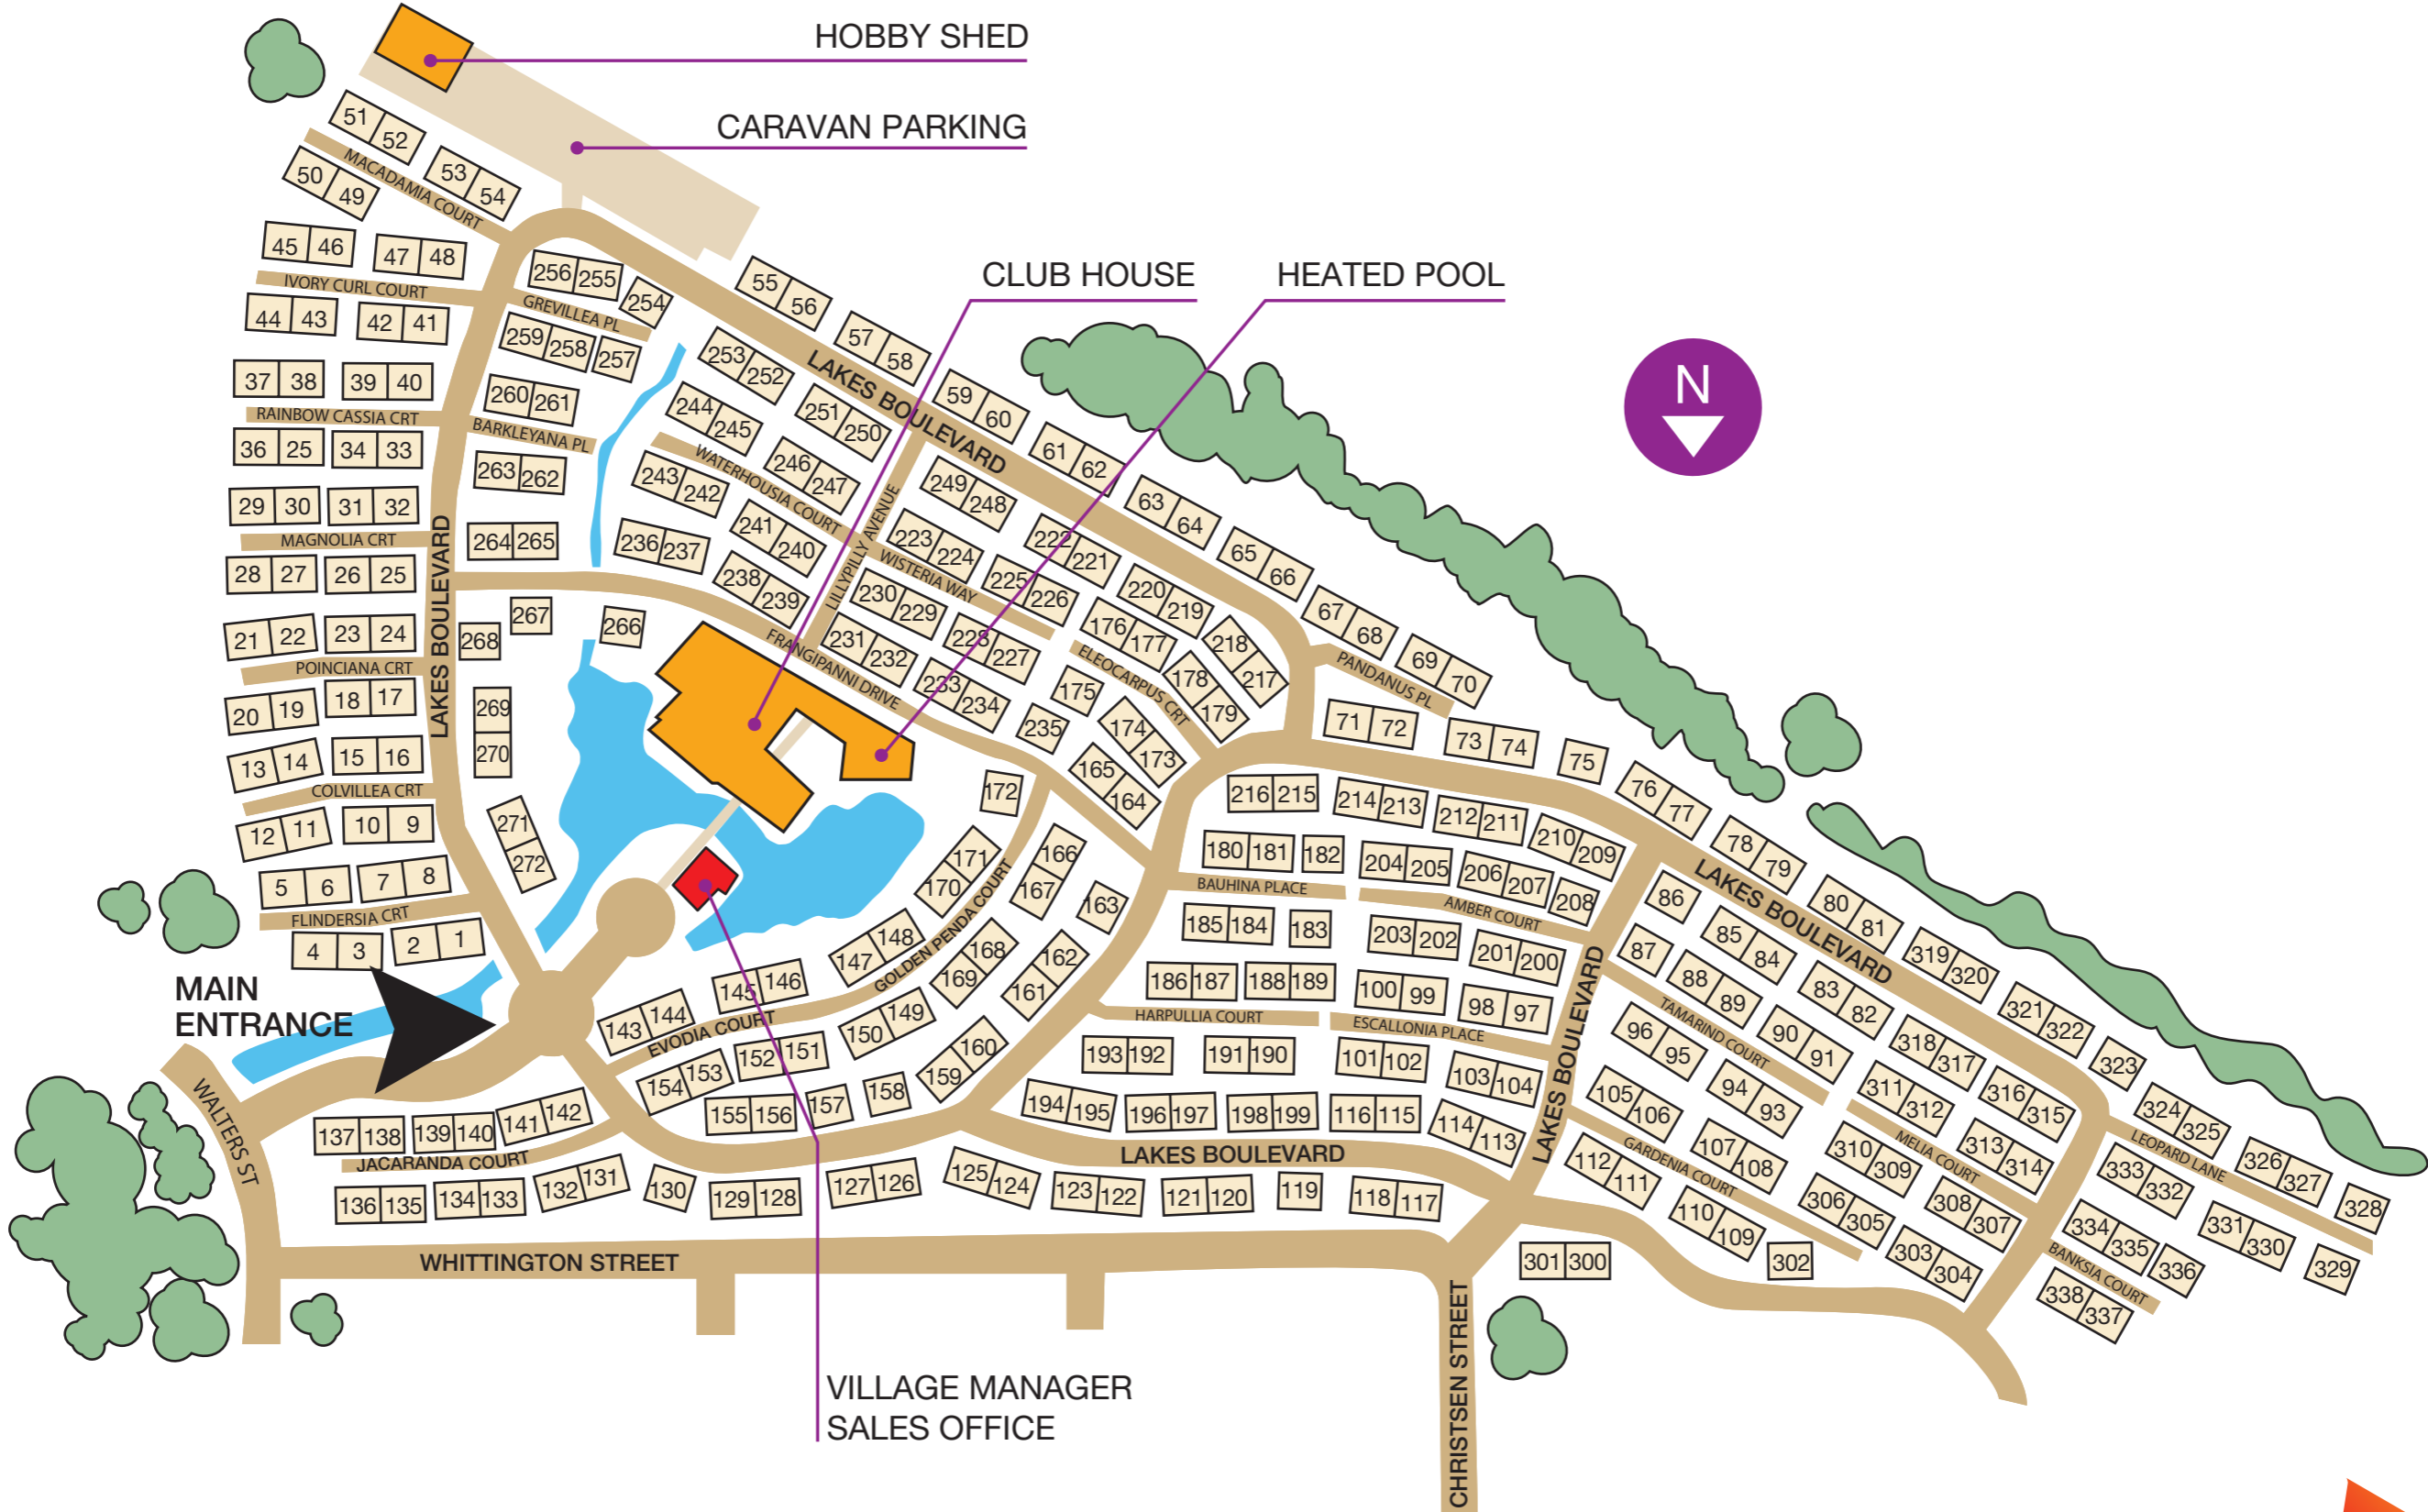 HOBBY SHED
CARAVAN PARKING
CLUB HOUSE
HEATED POOL
N
51 52
53 54
MACADAMIA COURT
50 49
45 46 47 48
IVORY CURL COURT
44 43 42 41
37 38 39 40
RAINBOW CASSIA CRT
36 25 34 33
29 30 31 32
MAGNOLIA CRT
28 27 26 25
21 22 23 24
POINCIANA CRT
20 19 18 17
13 14 15 16
COLVILLEA CRT
12 11 10 9
5 6 7 8
FLINDERSIA CRT
4 3 2 1
MAIN
ENTRANCE
LAKES BOULEVARD
LAKES BOULEVARD
256 255
254
GREVILLEA PL
259 258 257
260 261
BARKLEYANA PL
263 262
264 265
267
266
268
269
270
271
272
55 56
57 58
59 60
61 62
63 64
65 66
67 68
69 70
LAKES BOULEVARD
253 252
251 250
244 245
246 247
WATERHOUSIA COURT
243 242
241 240
236 237
238 239
LILLYPILLY AVENUE
249 248
223 224
222 221
WISTERIA WAY
225 226
220 219
230 229
228 227
231 232
233 234
235
FRANGIPANNI DRIVE
176 177
218
217
ELEOCARPUS CRT
178
179
175
174
173
165
164
172
PANDANUS PL
71 72
73 74
75
76 77
78 79
80 81
319 320
321 322
323
324 325
326 327
328
LEOPARD LANE
216 215
214 213
212 211
210 209
180 181 182
204 205
206 207
208
BAUHINA PLACE
AMBER COURT
185 184 183
203 202
201 200
186 187 188 189
100 99
98 97
HARPULLIA COURT
ESCALLONIA PLACE
193 192 191 190
101 102
103 104
194 195 196 197 198 199 116 115
114 113
LAKES BOULEVARD
LAKES BOULEVARD
171
170
166
167
163
GOLDEN PENDA COURT
147 148
168
169
162
161
143 144
145 146
EVODIA COURT
150 149
154 153
152 151
160
159
155 156 157 158
137 138 139 140 141 142
JACARANDA COURT
136 135 134 133 132 131 130 129 128 127 126
125 124 123 122 121 120 119 118 117
WALTERS ST
WHITTINGTON STREET
CHRISTSEN STREET
LAKES BOULEVARD
86
85 84
83 82
318 317
316 315
87
88 89
90 91
311 312
313 314
TAMARIND COURT
MELIA COURT
96 95
94 93
310 309
308 307
105 106
107 108
306 305
303 304
GARDENIA COURT
112 111
110 109
302
301 300
333 332
331 330
329
334 335 336
BANKSIA COURT
338 337
VILLAGE MANAGER
SALES OFFICE